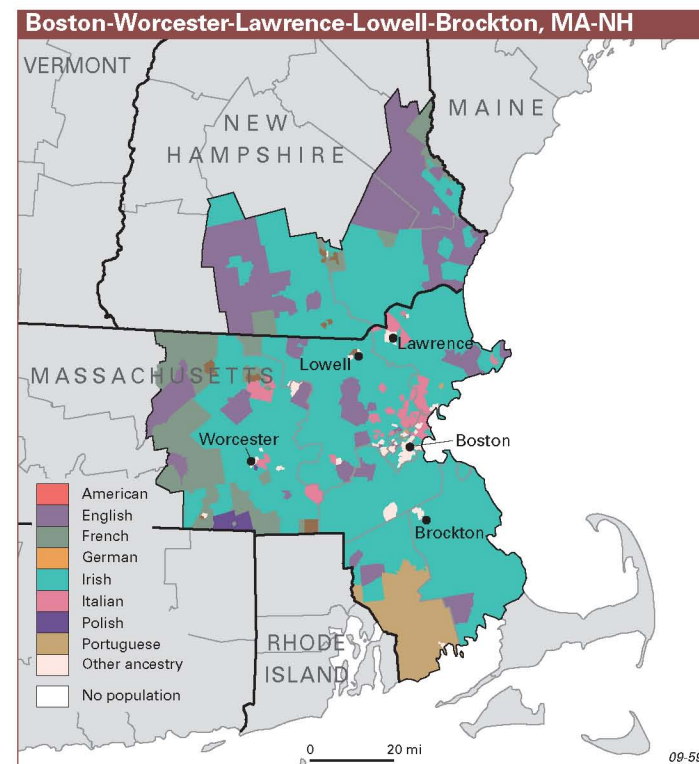 Boston-Worcester-Lawrence-Lowell-Brockton, MA-NH
VERMONT
MAINE
NEW
HAMPSHIRE
Lawrence
Lowell
MASSACHUSETTS
Worcester
Boston
Brockton
American
English
French
German
Irish
Italian
Polish
Portuguese
Other ancestry
No population
RHODE
ISLAND
0 20 mi
09-59